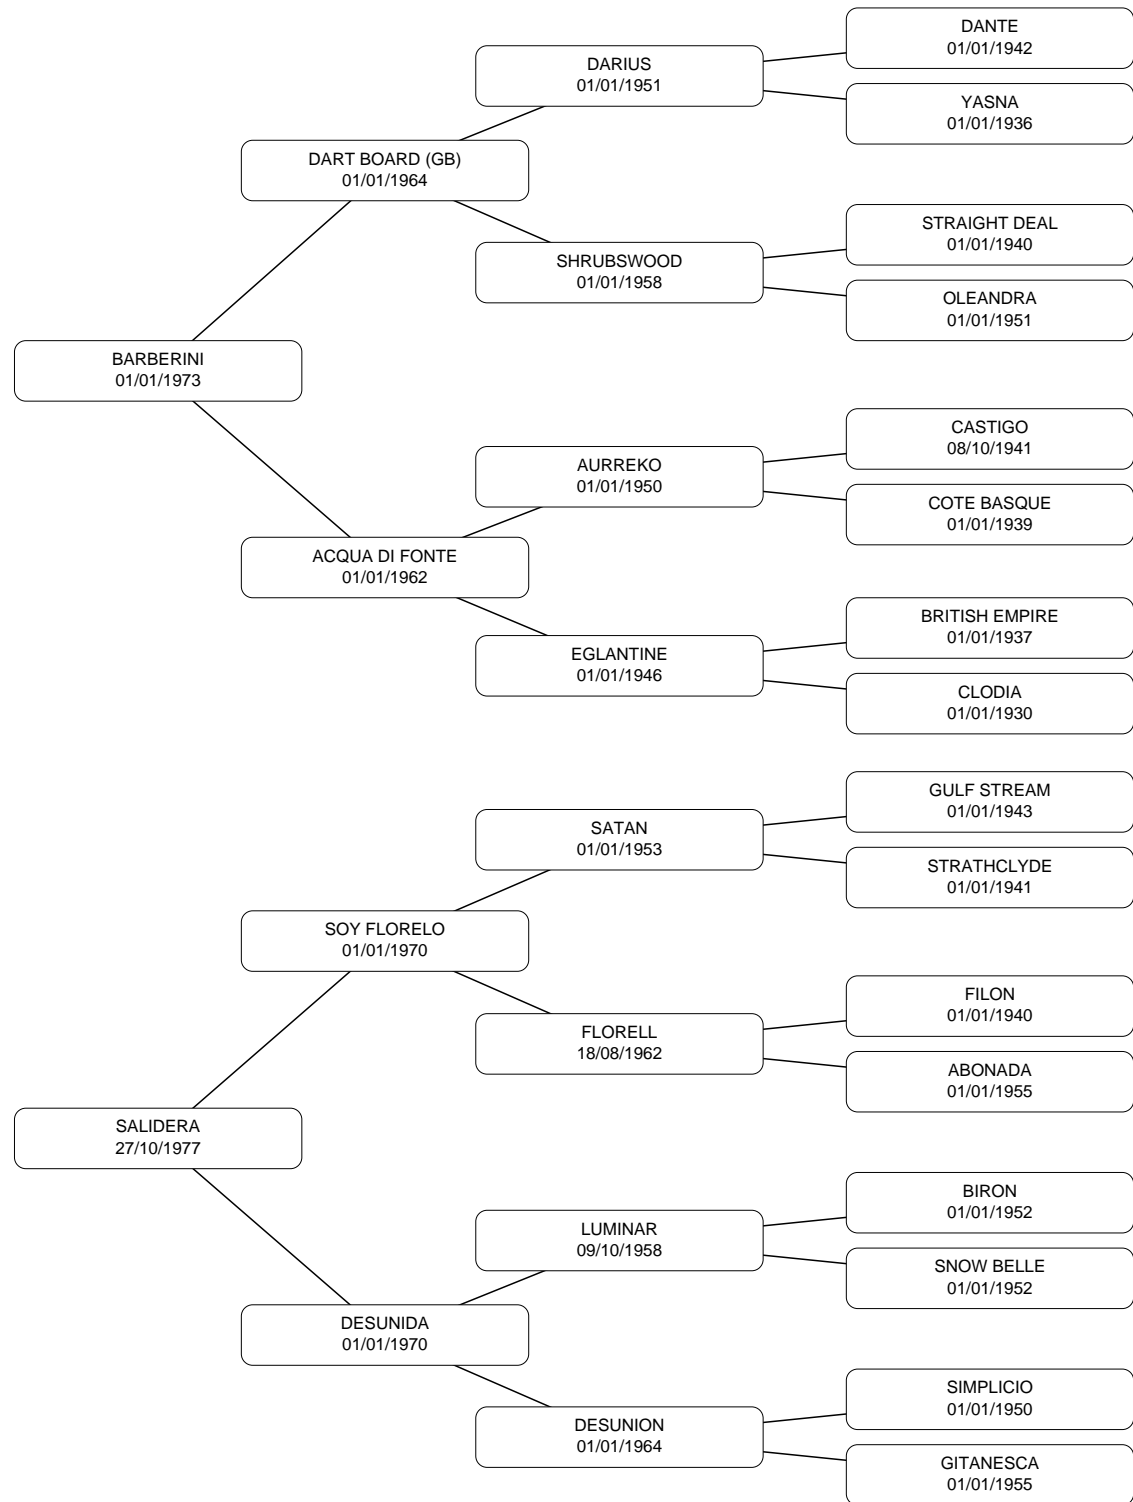 DANTE
01/01/1942
DARIUS
01/01/1951
YASNA
01/01/1936
DART BOARD (GB)
01/01/1964
STRAIGHT DEAL
01/01/1940
SHRUBSWOOD
01/01/1958
OLEANDRA
01/01/1951
BARBERINI
01/01/1973
CASTIGO
08/10/1941
AURREKO
01/01/1950
COTE BASQUE
01/01/1939
ACQUA DI FONTE
01/01/1962
BRITISH EMPIRE
01/01/1937
EGLANTINE
01/01/1946
CLODIA
01/01/1930
GULF STREAM
01/01/1943
SATAN
01/01/1953
STRATHCLYDE
01/01/1941
SOY FLORELO
01/01/1970
FILON
01/01/1940
FLORELL
18/08/1962
ABONADA
01/01/1955
SALIDERA
27/10/1977
BIRON
01/01/1952
LUMINAR
09/10/1958
SNOW BELLE
01/01/1952
DESUNIDA
01/01/1970
SIMPLICIO
01/01/1950
DESUNION
01/01/1964
GITANESCA
01/01/1955